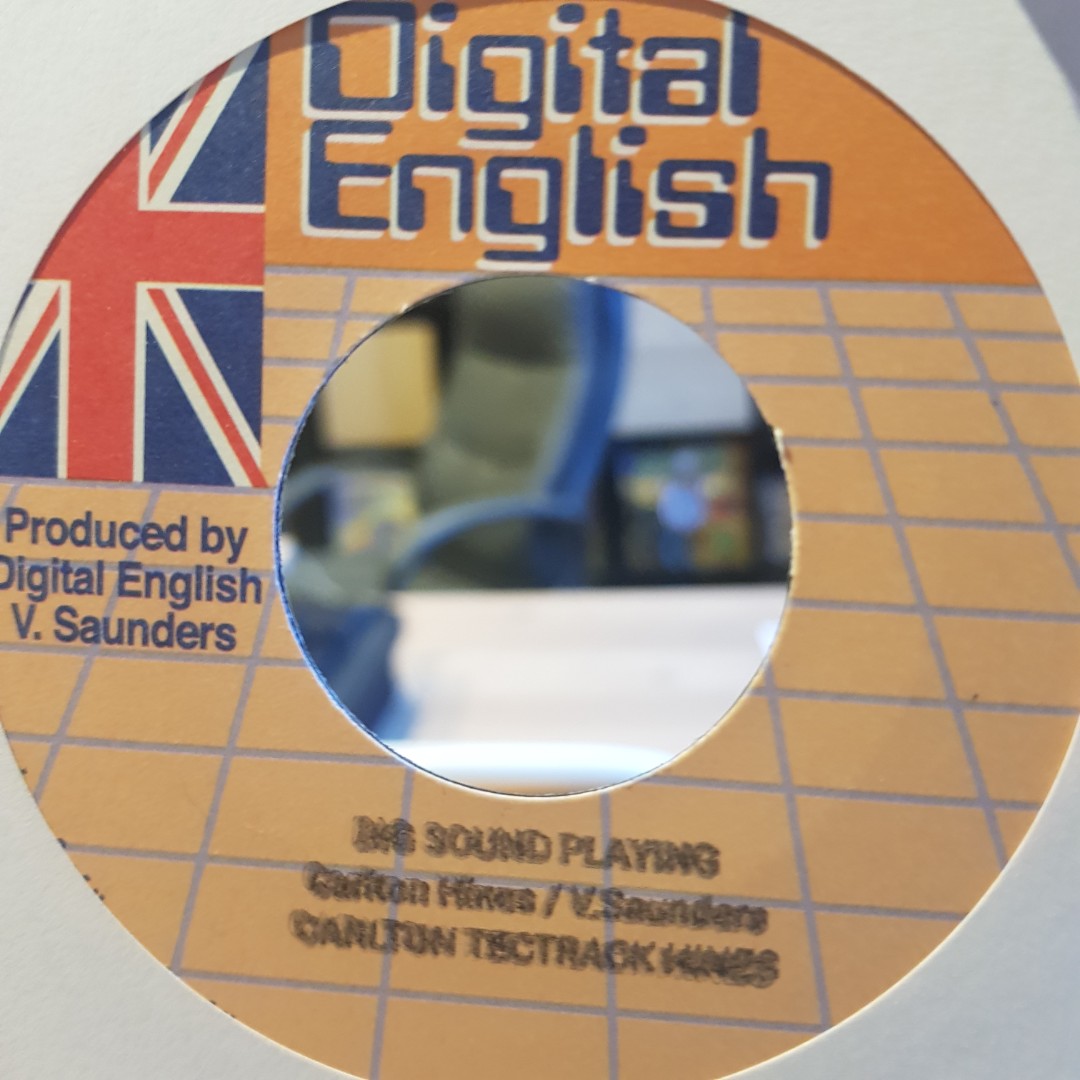 Digital
English
Produced by
Digital English
V. Saunders
BIG SOUND PLAYING
Carlton Hines / V.Saunders
CARLTON TECTRACK HINES